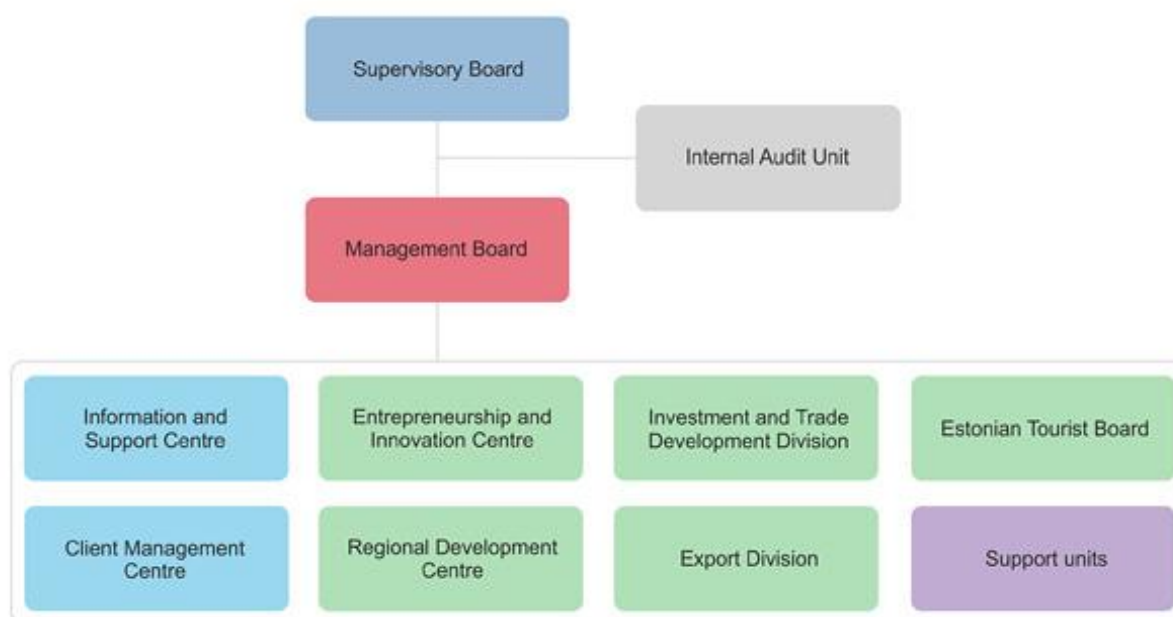 Supervisory Board
Internal Audit Unit
Management Board
Information and
Support Centre
Entrepreneurship and
Innovation Centre
Investment and Trade
Development Division
Estonian Tourist Board
Client Management
Centre
Regional Development
Centre
Export Division
Support units